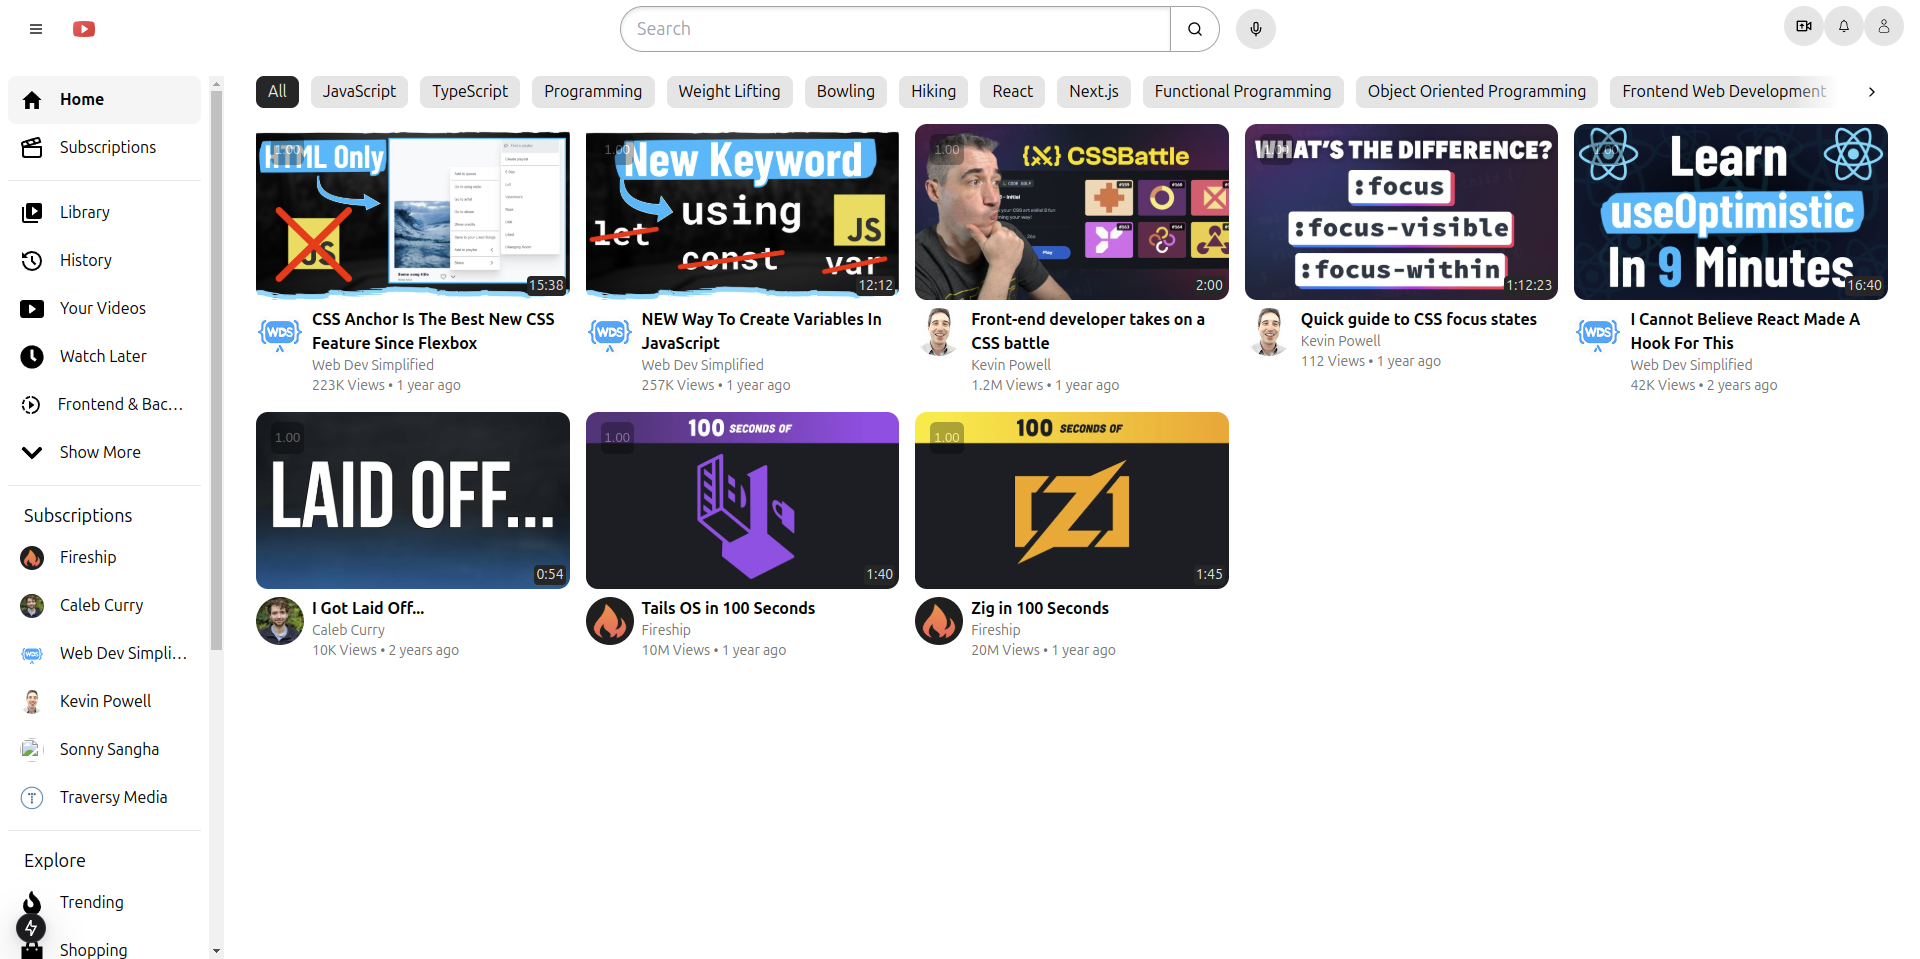 Search
Home
Subscriptions
Library
History
Your Videos
Watch Later
Frontend & Bac...
Show More
Subscriptions
Fireship
Caleb Curry
Web Dev Simpli...
Kevin Powell
Sonny Sangha
Traversy Media
Explore
Trending
Shopping
All
JavaScript
TypeScript
Programming
Weight Lifting
Bowling
Hiking
React
Next.js
Functional Programming
Object Oriented Programming
Frontend Web Development
1.00
HTML Only
JS
15:38
WDS
CSS Anchor Is The Best New CSS
Feature Since Flexbox
Web Dev Simplified
223K Views • 1 year ago
1.00
New Keyword
let
using
const
JS
var
12:12
WDS
NEW Way To Create Variables In
JavaScript
Web Dev Simplified
257K Views • 1 year ago
1.00
{×} CSSBattle
Play
2:00
Front-end developer takes on a
CSS battle
Kevin Powell
1.2M Views • 1 year ago
WHAT'S THE DIFFERENCE?
:focus
:focus-visible
:focus-within
1:12:23
Quick guide to CSS focus states
Kevin Powell
112 Views • 1 year ago
1.00
Learn
useOptimistic
In 9 Minutes
16:40
WDS
I Cannot Believe React Made A
Hook For This
Web Dev Simplified
42K Views • 2 years ago
1.00
LAID OFF...
0:54
I Got Laid Off...
Caleb Curry
10K Views • 2 years ago
1.00
100 SECONDS OF
1:40
Tails OS in 100 Seconds
Fireship
10M Views • 1 year ago
1.00
100 SECONDS OF
1:45
Zig in 100 Seconds
Fireship
20M Views • 1 year ago